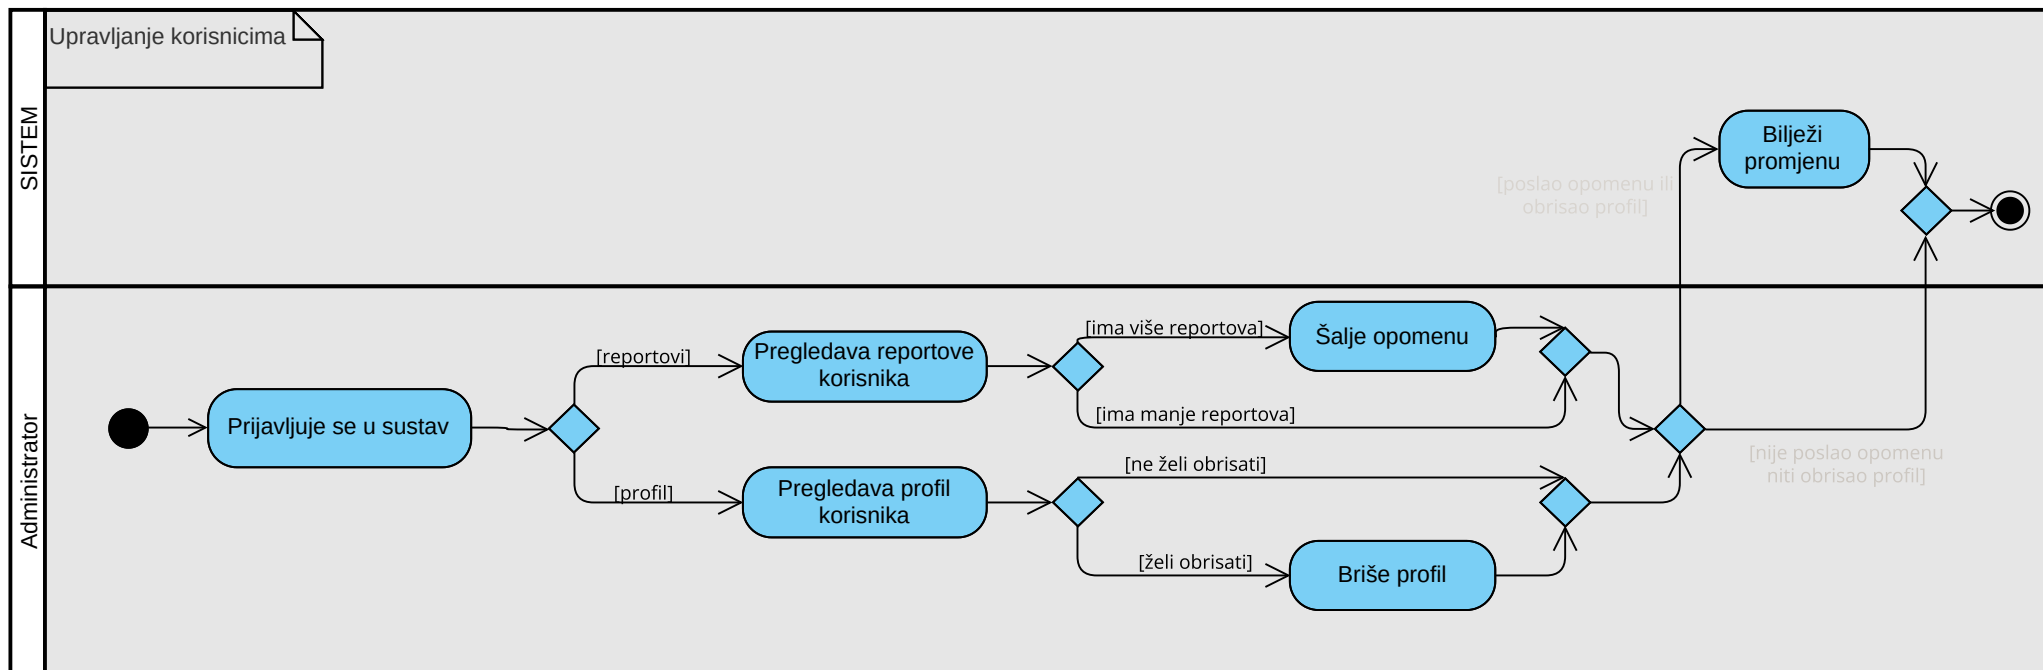 Upravljanje korisnicima
SISTEM
Bilježi
promjenu
[poslao opomenu ili
obrisao profil]
Administrator
Prijavljuje se u sustav
[reportovi]
Pregledava reportove
korisnika
[ima više reportova]
Šalje opomenu
[ima manje reportova]
[profil]
Pregledava profil
korisnika
[ne želi obrisati]
[želi obrisati]
Briše profil
[nije poslao opomenu
niti obrisao profil]